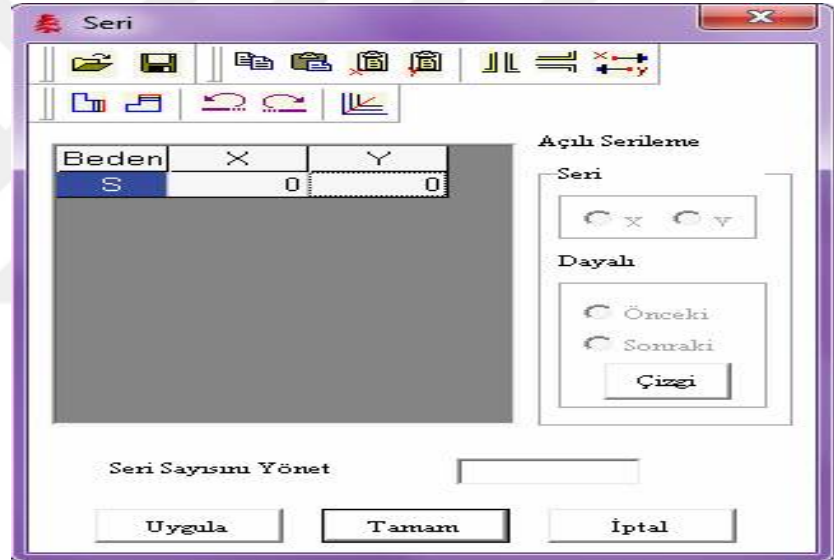 Seri
Beden X Y
S 0 0
Açılı Serileme
Seri
X Y
Dayalı
Önceki
Sonraki
Çizgi
Seri Sayısını Yönet
Uygula Tamam İptal